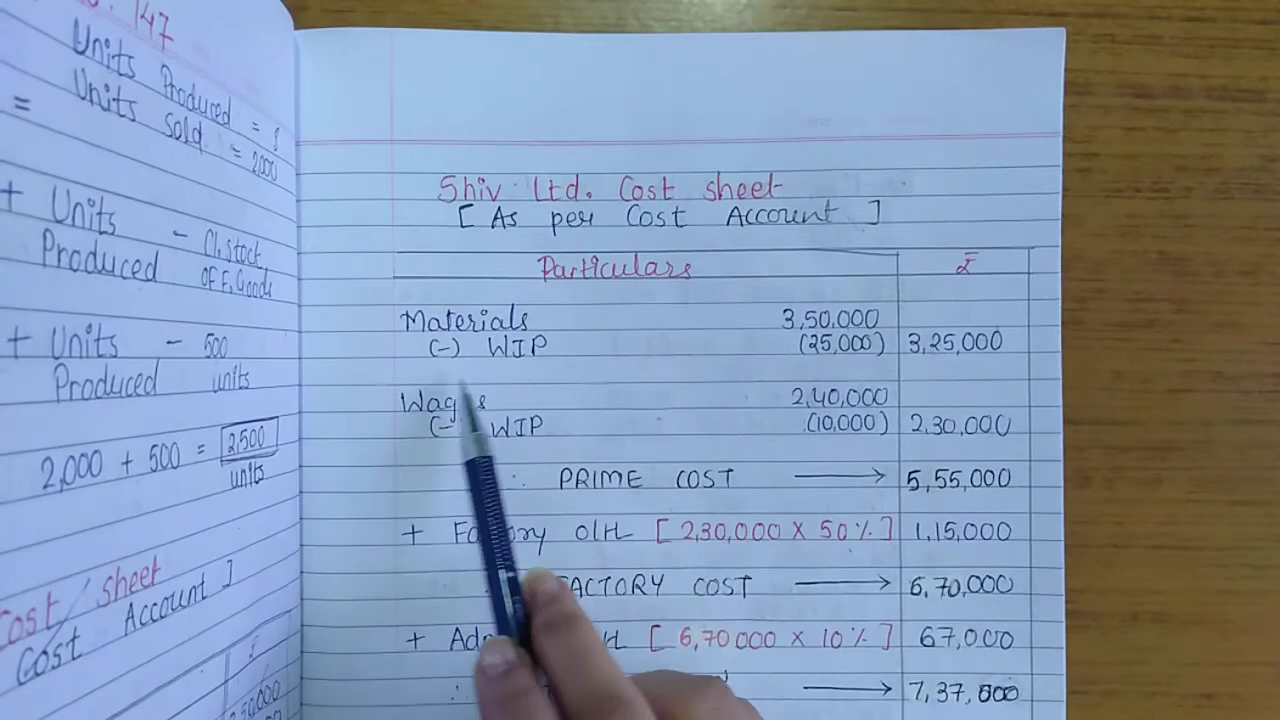 147
Units Produced =
= Units sold = 2000
+ Units Produced - Cl. stock OF F. Goods
+ Units Produced - 500 units
2,000 + 500 = 2,500 units
Cost / sheet
Cost Account ]
₹
Shiv Ltd. Cost sheet
[ As per Cost Account ]
Particulars ₹
Materials 3,50,000
(-) WIP (25,000) 3,25,000
Wages 2,40,000
(-) WIP (10,000) 2,30,000
∴ PRIME COST → 5,55,000
+ Factory O/H [ 2,30,000 X 50% ] 1,15,000
FACTORY COST → 6,70,000
+ [ 6,70000 X 10% ] 67,000
∴ → 7,37,000